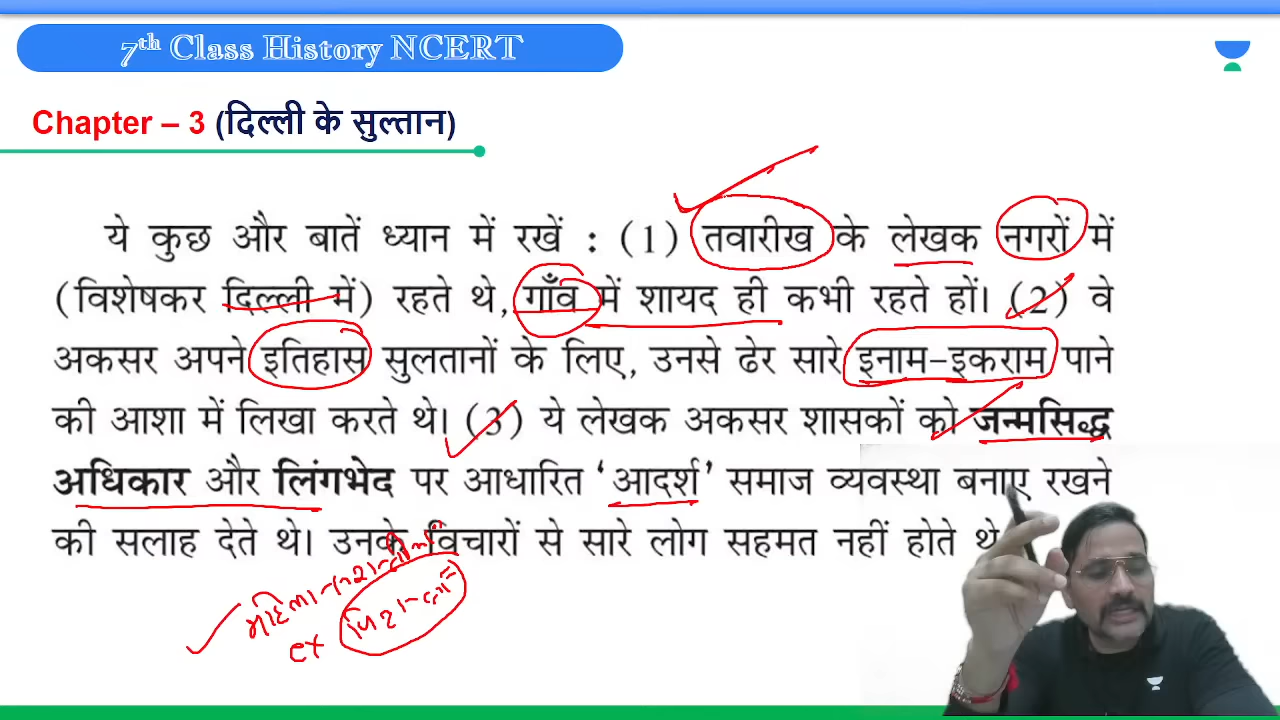 7th Class History NCERT
Chapter – 3 (दिल्ली के सुल्तान)
ये कुछ और बातें ध्यान में रखें : (1) तवारीख के लेखक नगरों में
(विशेषकर दिल्ली में) रहते थे, गाँव में शायद ही कभी रहते हों। (2) वे
अकसर अपने इतिहास सुलतानों के लिए, उनसे ढेर सारे इनाम-इकराम पाने
की आशा में लिखा करते थे। (3) ये लेखक अकसर शासकों को जन्मसिद्ध
अधिकार और लिंगभेद पर आधारित ‘आदर्श’ समाज व्यवस्था बनाए रखने
की सलाह देते थे। उनके विचारों से सारे लोग सहमत नहीं होते थे
महिला
ex